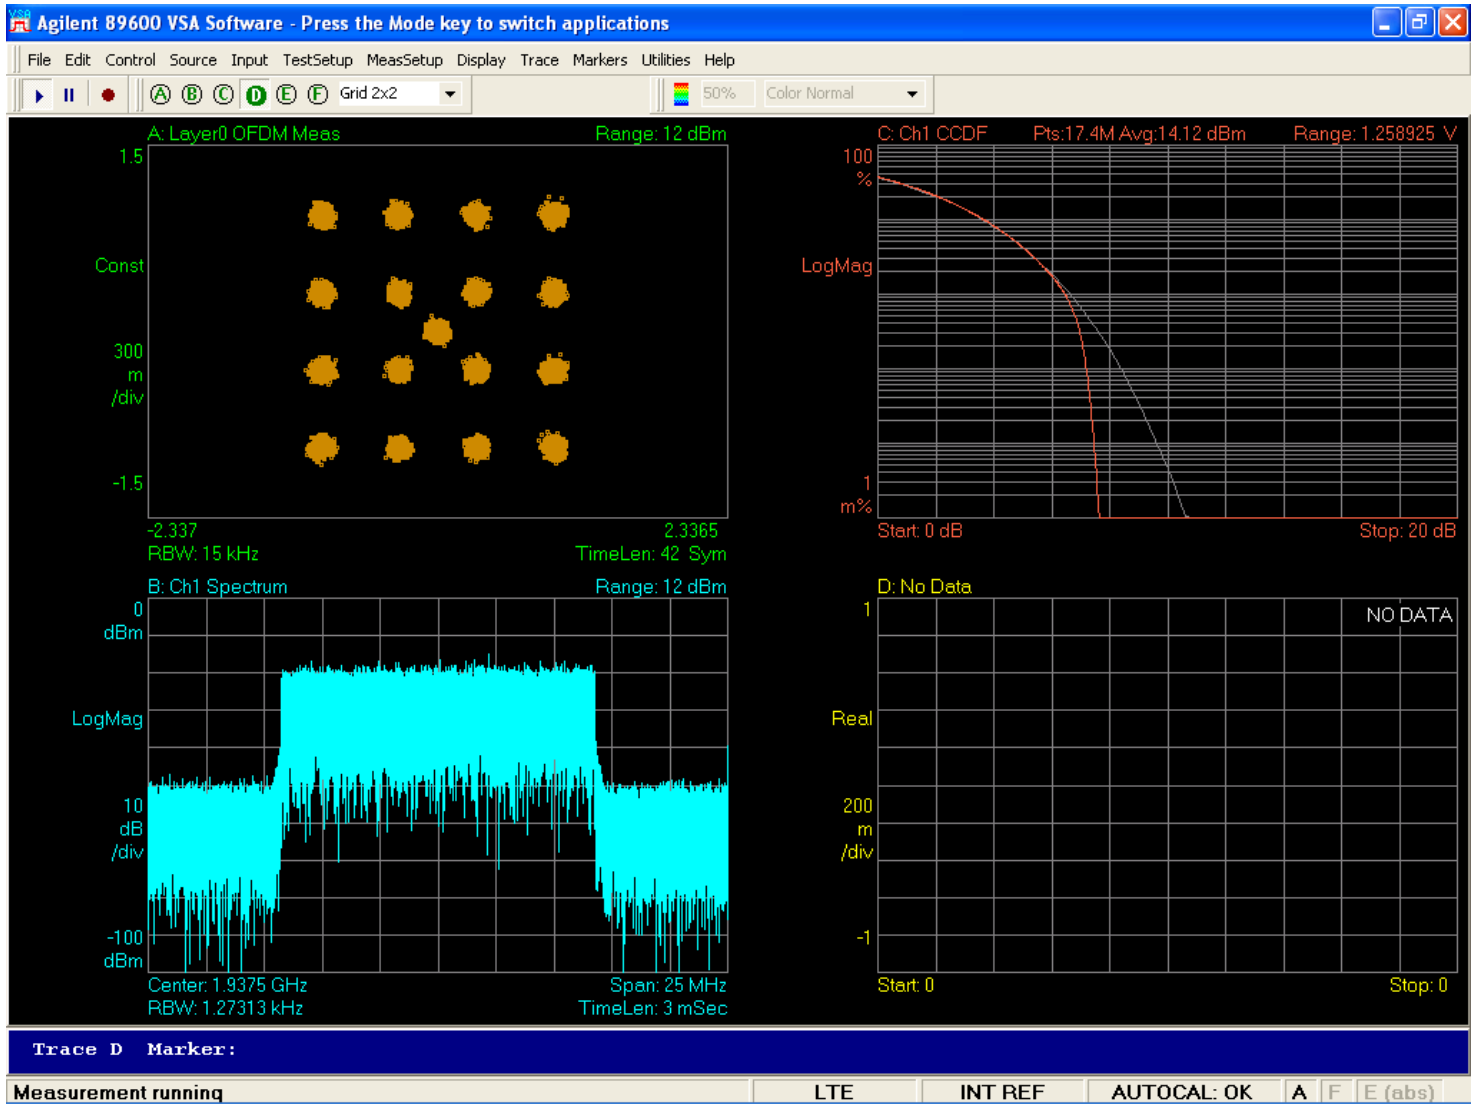 VSA Agilent 89600 VSA Software - Press the Mode key to switch applications
File Edit Control Source Input TestSetup MeasSetup Display Trace Markers Utilities Help
A B C D E F Grid 2x2 50% Color Normal
A: Layer0 OFDM Meas Range: 12 dBm
1.5
Const
300
m
/div
-1.5
-2.337 2.3365
RBW: 15 kHz TimeLen: 42 Sym
C: Ch1 CCDF Pts:17.4M Avg:14.12 dBm Range: 1.258925 V
100
%
LogMag
1
m%
Start: 0 dB Stop: 20 dB
B: Ch1 Spectrum Range: 12 dBm
0
dBm
LogMag
10
dB
/div
-100
dBm
Center: 1.9375 GHz Span: 25 MHz
RBW: 1.27313 kHz TimeLen: 3 mSec
D: No Data
1 NO DATA
Real
200
m
/div
-1
Start: 0 Stop: 0
Trace D Marker:
Measurement running LTE INT REF AUTOCAL: OK A F E (abs)